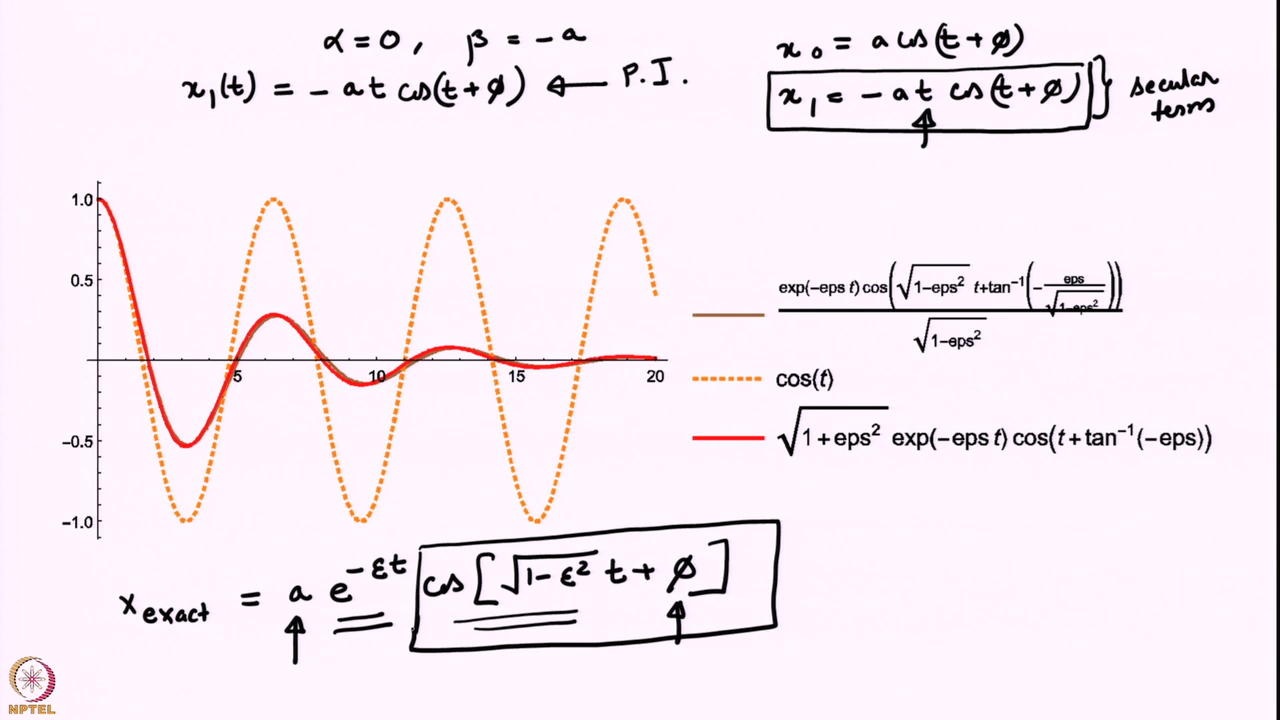 α = 0 , β = -a
x₁(t) = - a t cos(t + φ) ← P.I.
x₀ = a cos(t + φ)
x₁ = - a t cos(t + φ) } secular terms
1.0
0.5
-0.5
-1.0
5 10 15 20
exp(-eps t) cos(√(1-eps²) t+tan⁻¹(-eps/√(1-eps²))) / √(1-eps²)
cos(t)
√(1+eps²) exp(-eps t) cos(t+tan⁻¹(-eps))
x_exact = a e^(-εt) cos[√(1-ε²) t + φ]
NPTEL